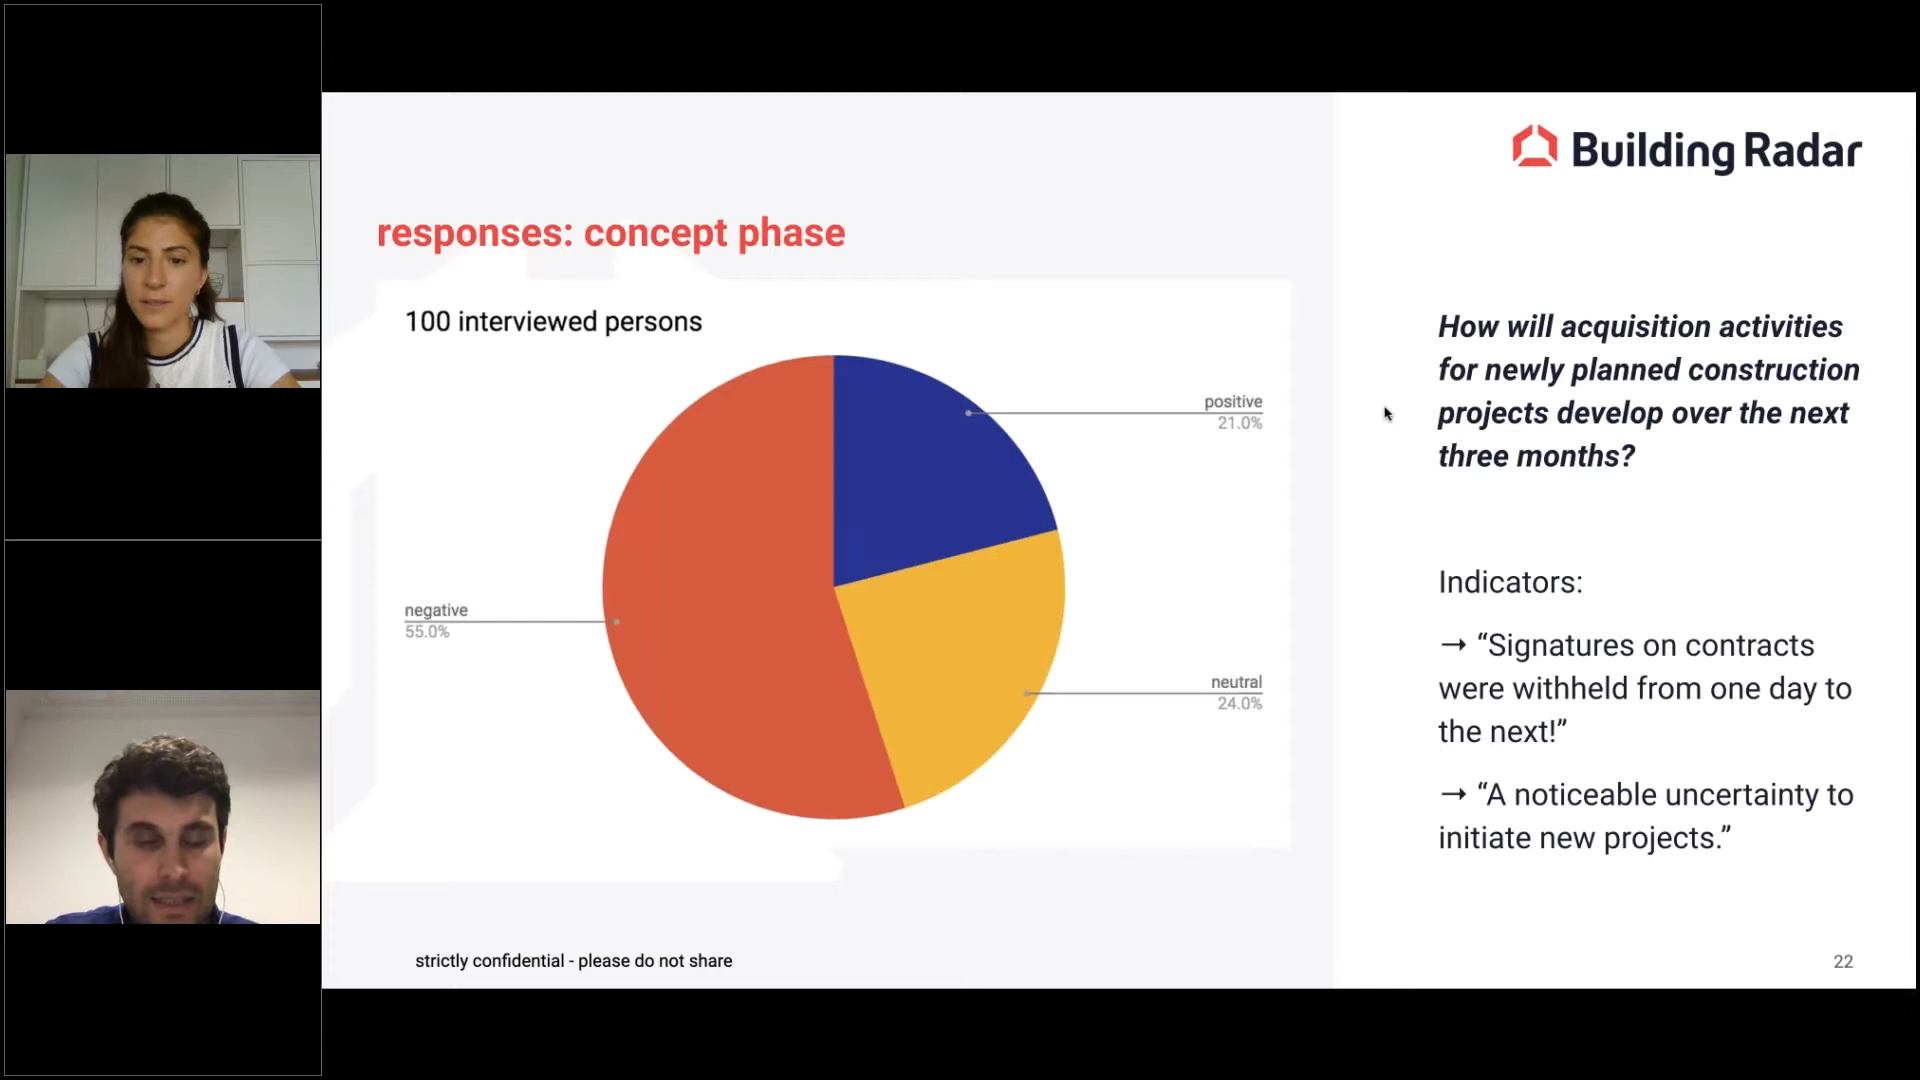 Building Radar
responses: concept phase
100 interviewed persons
positive
21.0%
negative
55.0%
neutral
24.0%
How will acquisition activities
for newly planned construction
projects develop over the next
three months?
Indicators:
→ “Signatures on contracts
were withheld from one day to
the next!”
→ “A noticeable uncertainty to
initiate new projects.”
strictly confidential - please do not share
22